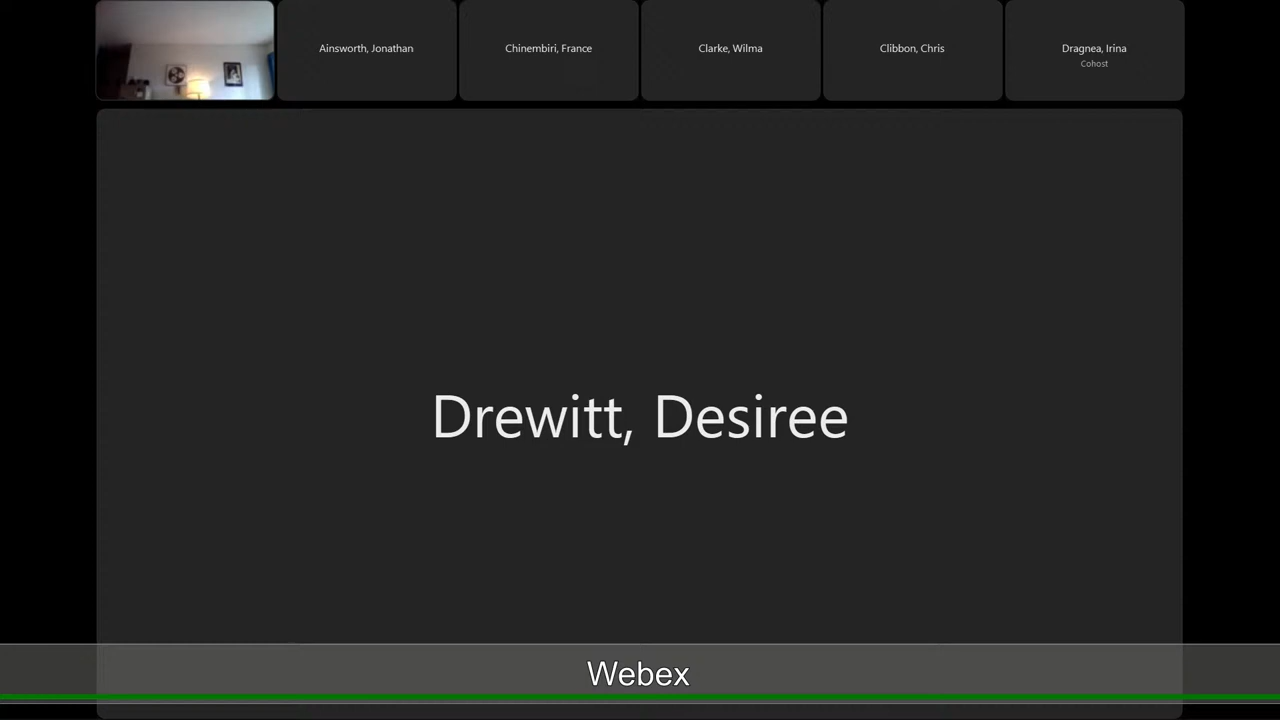 Ainsworth, Jonathan
Chinembiri, France
Clarke, Wilma
Clibbon, Chris
Dragnea, Irina
Cohost
Drewitt, Desiree
Webex